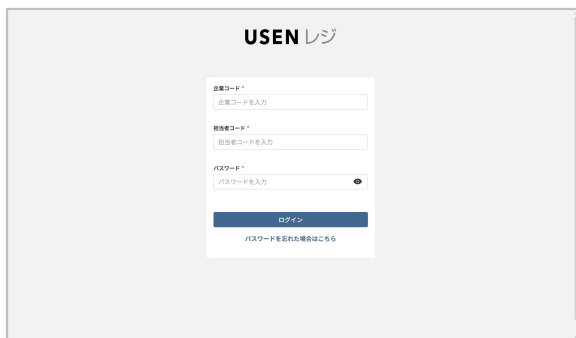 USEN レジ
企業コード *
企業コードを入力
担当者コード *
担当者コードを入力
パスワード *
パスワードを入力
ログイン
パスワードを忘れた場合はこちら